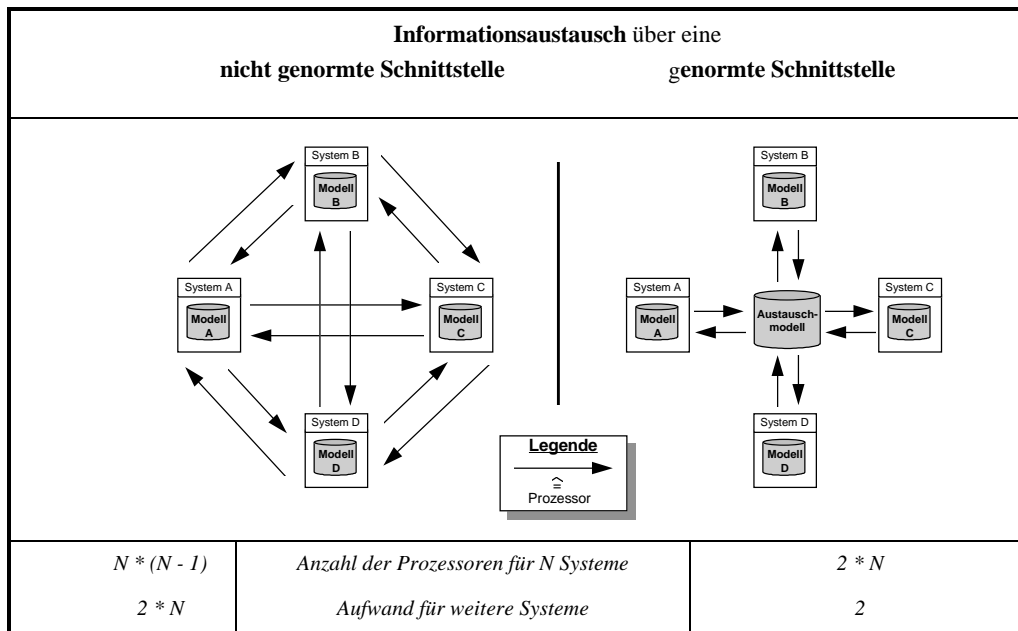 Informationsaustausch über eine
nicht genormte Schnittstelle genormte Schnittstelle
System B
Modell
B
System A
Modell
A
System C
Modell
C
System D
Modell
D
System B
Modell
B
System A
Modell
A
Austausch-
modell
System C
Modell
C
System D
Modell
D
Legende
≙
Prozessor
N * (N - 1) Anzahl der Prozessoren für N Systeme 2 * N
2 * N Aufwand für weitere Systeme 2